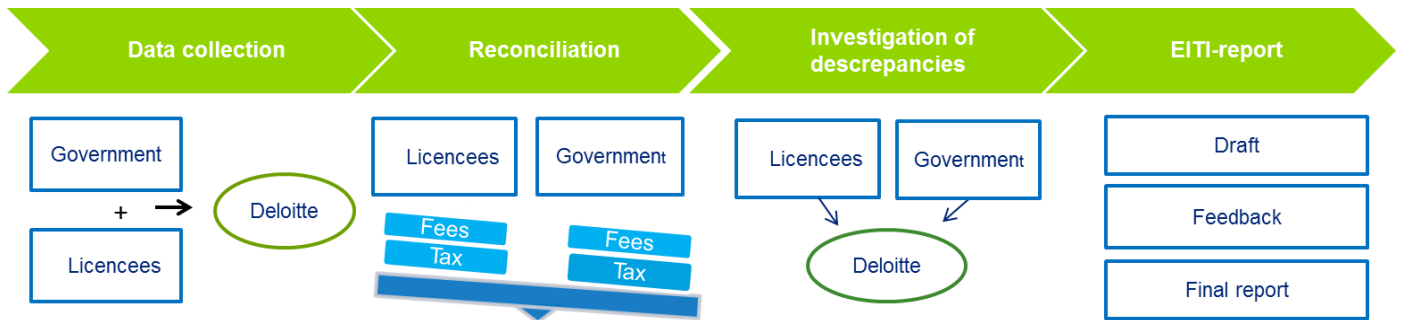 Data collection
Reconciliation
Investigation of
descrepancies
EITI-report
Government
+
Licencees
Deloitte
Licencees
Government
Fees
Tax
Fees
Tax
Licencees
Government
Deloitte
Draft
Feedback
Final report